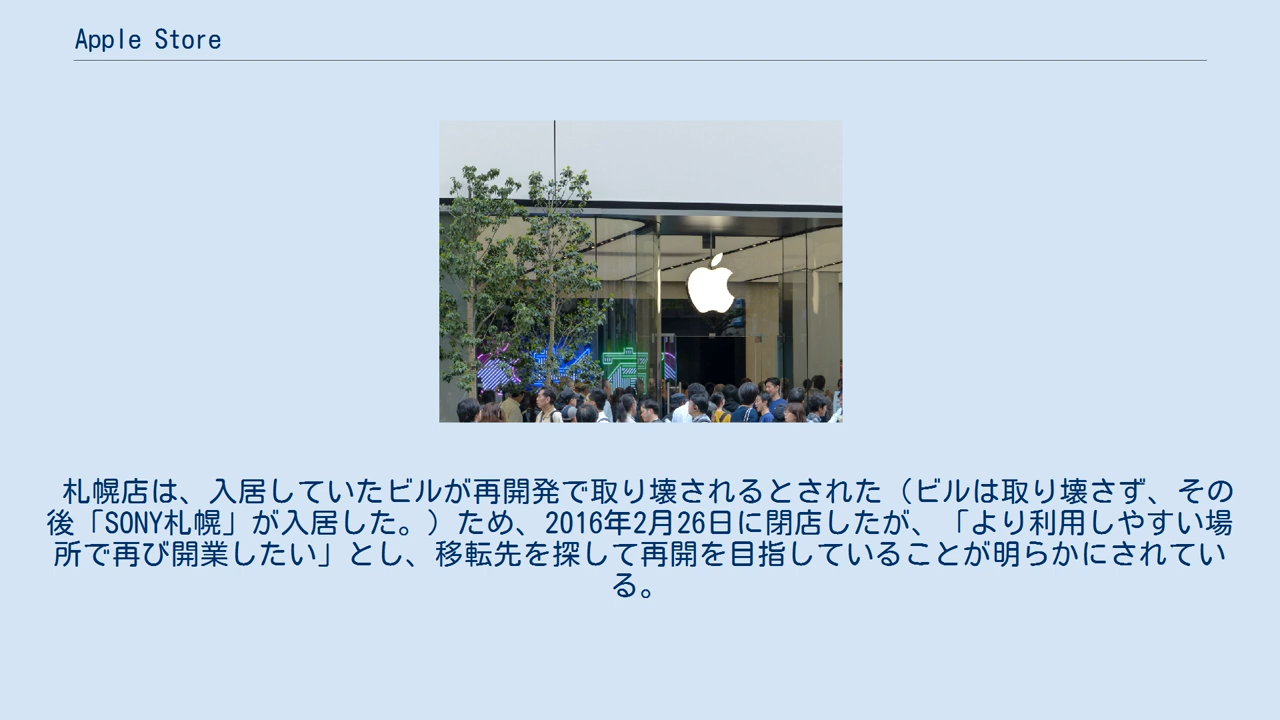 Apple Store
札幌店は、入居していたビルが再開発で取り壊されるとされた（ビルは取り壊さず、その
後「SONY札幌」が入居した。）ため、2016年2月26日に閉店したが、「より利用しやすい場
所で再び開業したい」とし、移転先を探して再開を目指していることが明らかにされてい
る。